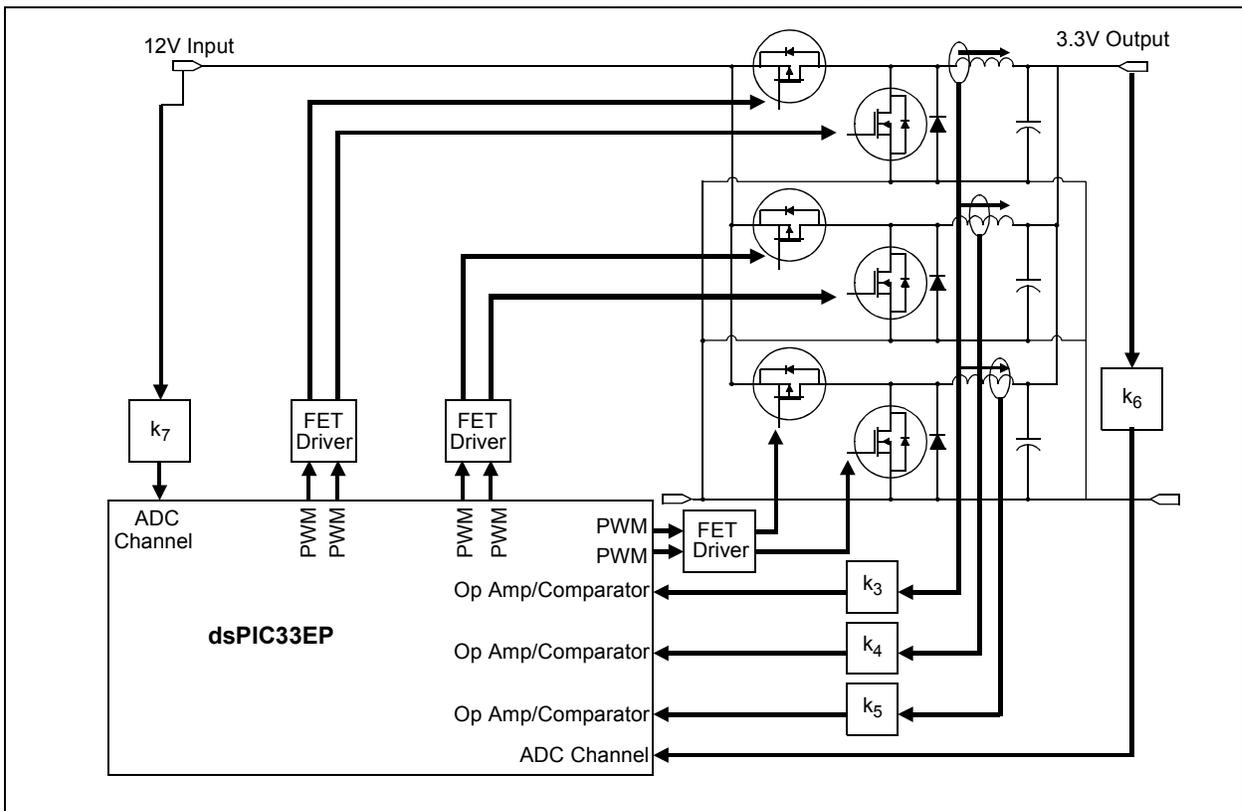 12V Input
3.3V Output
k7
FET
Driver
FET
Driver
k6
ADC
Channel
PWM
PWM
PWM
PWM
PWM
PWM
FET
Driver
Op Amp/Comparator
k3
dsPIC33EP
Op Amp/Comparator
k4
Op Amp/Comparator
k5
ADC Channel